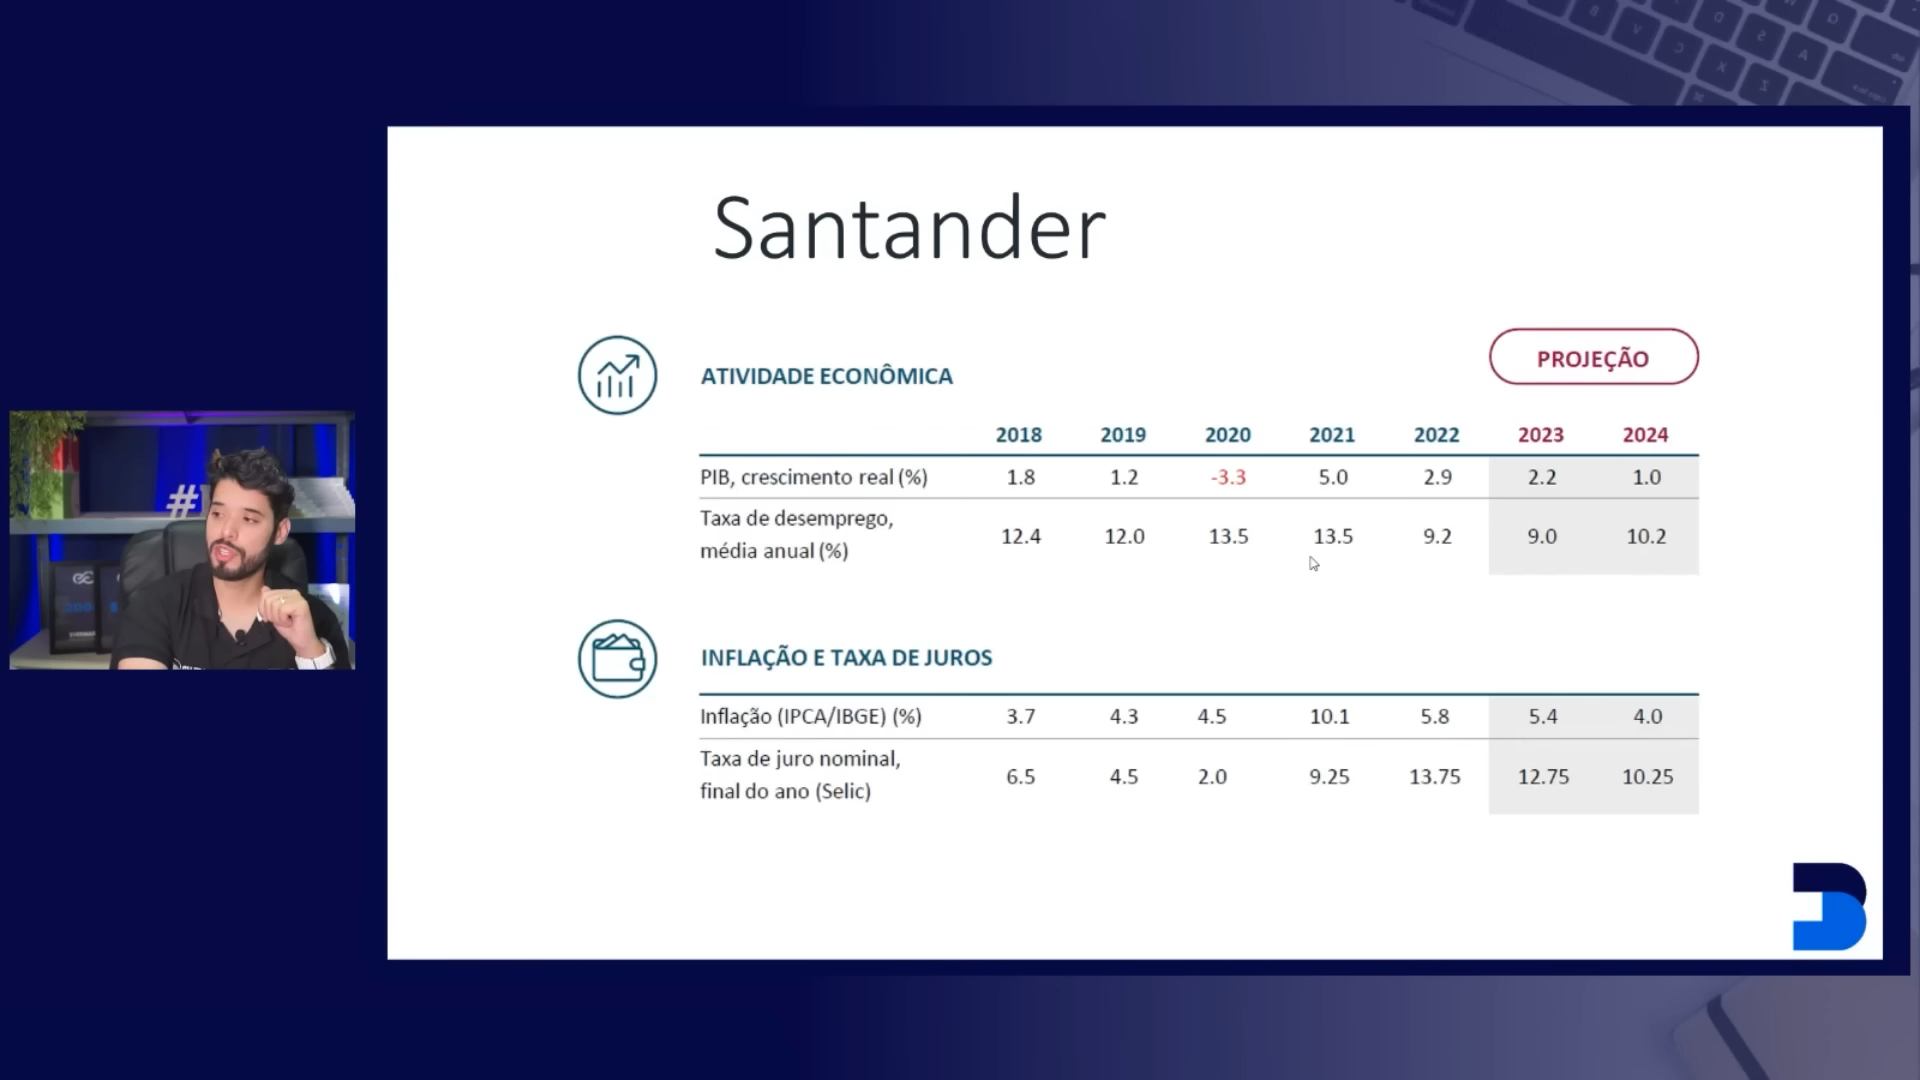 Santander
PROJEÇÃO
ATIVIDADE ECONÔMICA
2018 2019 2020 2021 2022 2023 2024
PIB, crescimento real (%) 1.8 1.2 -3.3 5.0 2.9 2.2 1.0
Taxa de desemprego,
média anual (%) 12.4 12.0 13.5 13.5 9.2 9.0 10.2
INFLAÇÃO E TAXA DE JUROS
Inflação (IPCA/IBGE) (%) 3.7 4.3 4.5 10.1 5.8 5.4 4.0
Taxa de juro nominal,
final do ano (Selic) 6.5 4.5 2.0 9.25 13.75 12.75 10.25